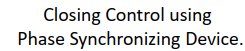 Closing Control using
Phase Synchronizing Device.